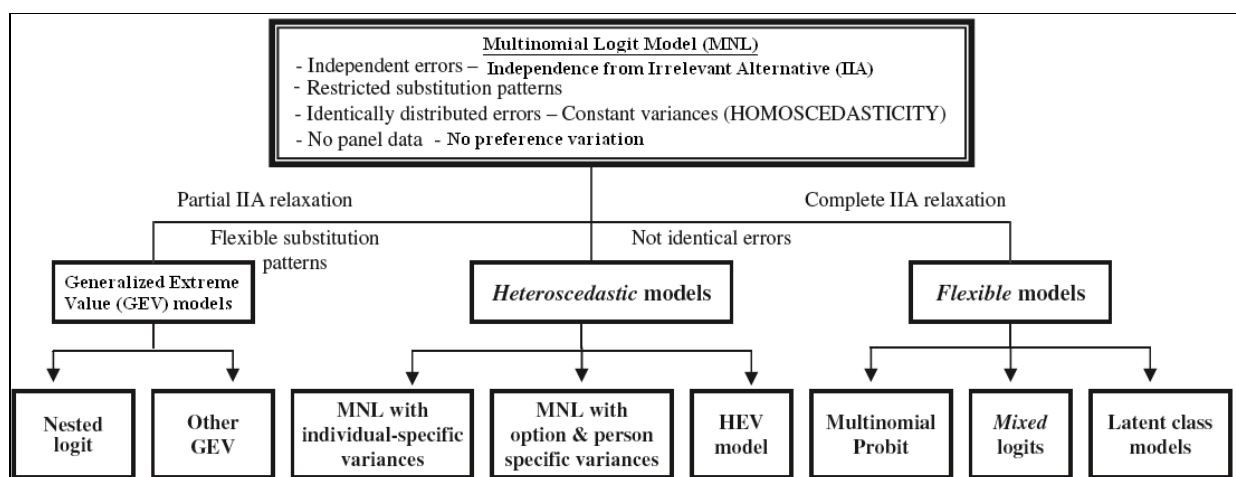 Multinomial Logit Model (MNL)
- Independent errors – Independence from Irrelevant Alternative (IIA)
- Restricted substitution patterns
- Identically distributed errors – Constant variances (HOMOSCEDASTICITY)
- No panel data - No preference variation
Partial IIA relaxation
Complete IIA relaxation
Flexible substitution
patterns
Not identical errors
Generalized Extreme
Value (GEV) models
Heteroscedastic models
Flexible models
Nested
logit
Other
GEV
MNL with
individual-specific
variances
MNL with
option & person
specific variances
HEV
model
Multinomial
Probit
Mixed
logits
Latent class
models